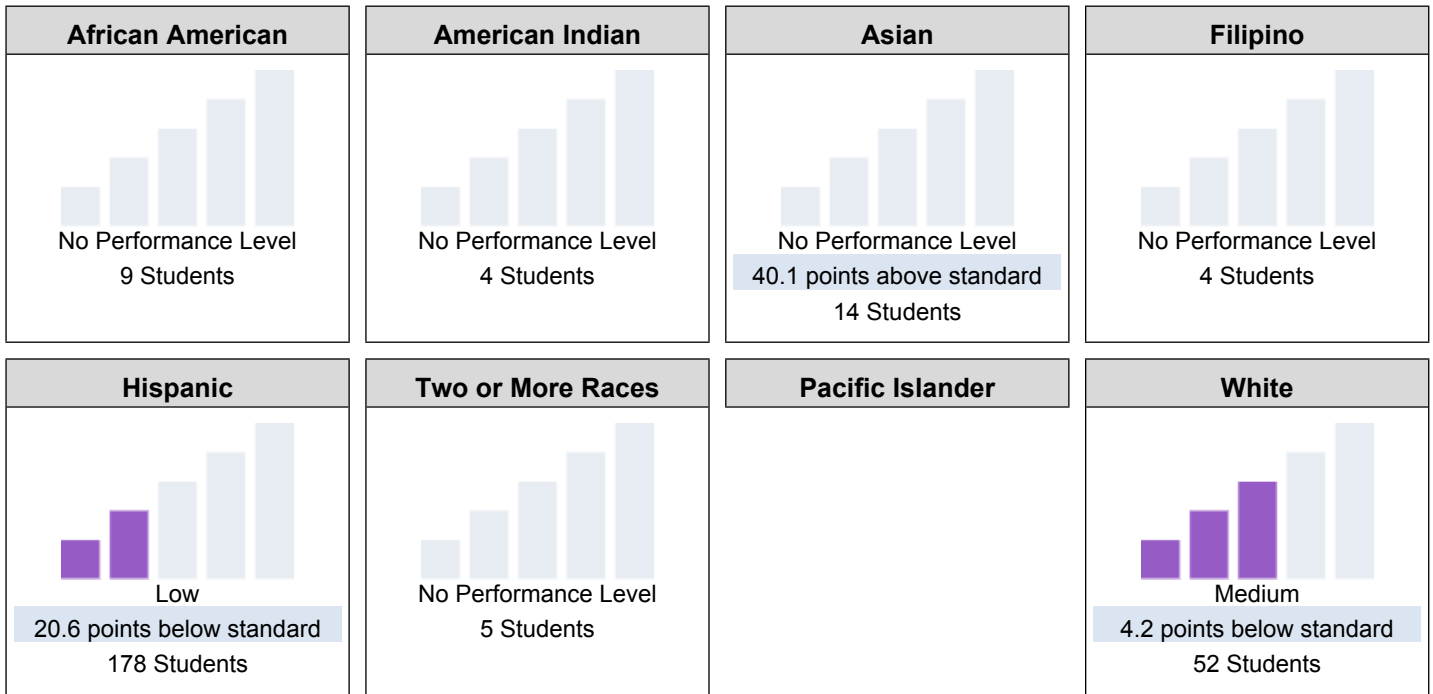 African American
No Performance Level
9 Students
American Indian
No Performance Level
4 Students
Asian
No Performance Level
40.1 points above standard
14 Students
Filipino
No Performance Level
4 Students
Hispanic
Low
20.6 points below standard
178 Students
Two or More Races
No Performance Level
5 Students
Pacific Islander
White
Medium
4.2 points below standard
52 Students